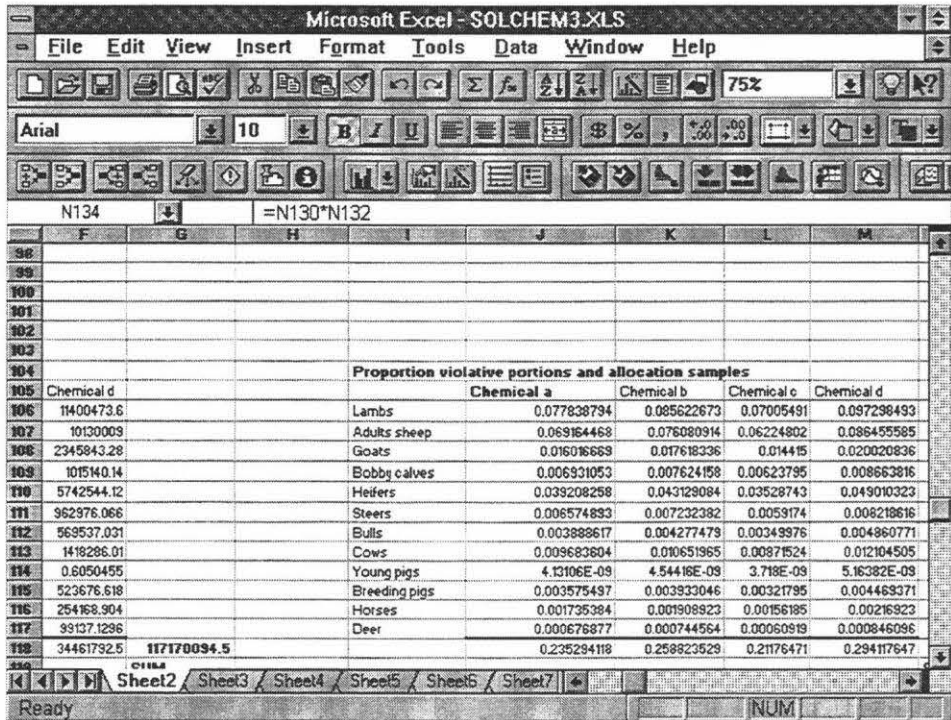 Microsoft Excel - SOLCHEM3.XLS
File Edit View Insert Format Tools Data Window Help
75%
Arial 10 B I U
N134 =N130*N132
F G H I J K L M
98
99
100
101
102
103
104 Proportion violative portions and allocation samples
105 Chemical d Chemical a Chemical b Chemical c Chemical d
106 11400473.6 Lambs 0.077838794 0.085622673 0.07005491 0.097298493
107 10130009 Adults sheep 0.069164468 0.076080914 0.06224802 0.086455585
108 2345843.28 Goats 0.016016669 0.017618336 0.014415 0.020020836
109 1015140.14 Bobby calves 0.006931053 0.007624158 0.00623795 0.008663816
110 5742544.12 Heifers 0.039208258 0.043129084 0.03528743 0.049010323
111 962976.066 Steers 0.006574893 0.007232382 0.0059174 0.008218616
112 569537.031 Bulls 0.003888617 0.004277479 0.00349976 0.004860771
113 1418286.01 Cows 0.009683604 0.010651965 0.00871524 0.012104505
114 0.6050455 Young pigs 4.13106E-09 4.54416E-09 3.718E-09 5.16382E-09
115 523676.618 Breeding pigs 0.003575497 0.003933046 0.00321795 0.004469371
116 254168.904 Horses 0.001735384 0.001908923 0.00156185 0.00216923
117 99137.1296 Deer 0.000676877 0.000744564 0.00060919 0.000846096
118 34461792.5 117170094.5 0.235294118 0.258823529 0.21176471 0.294117647
119 SUM
Sheet2 Sheet3 Sheet4 Sheet5 Sheet6 Sheet7
Ready NUM